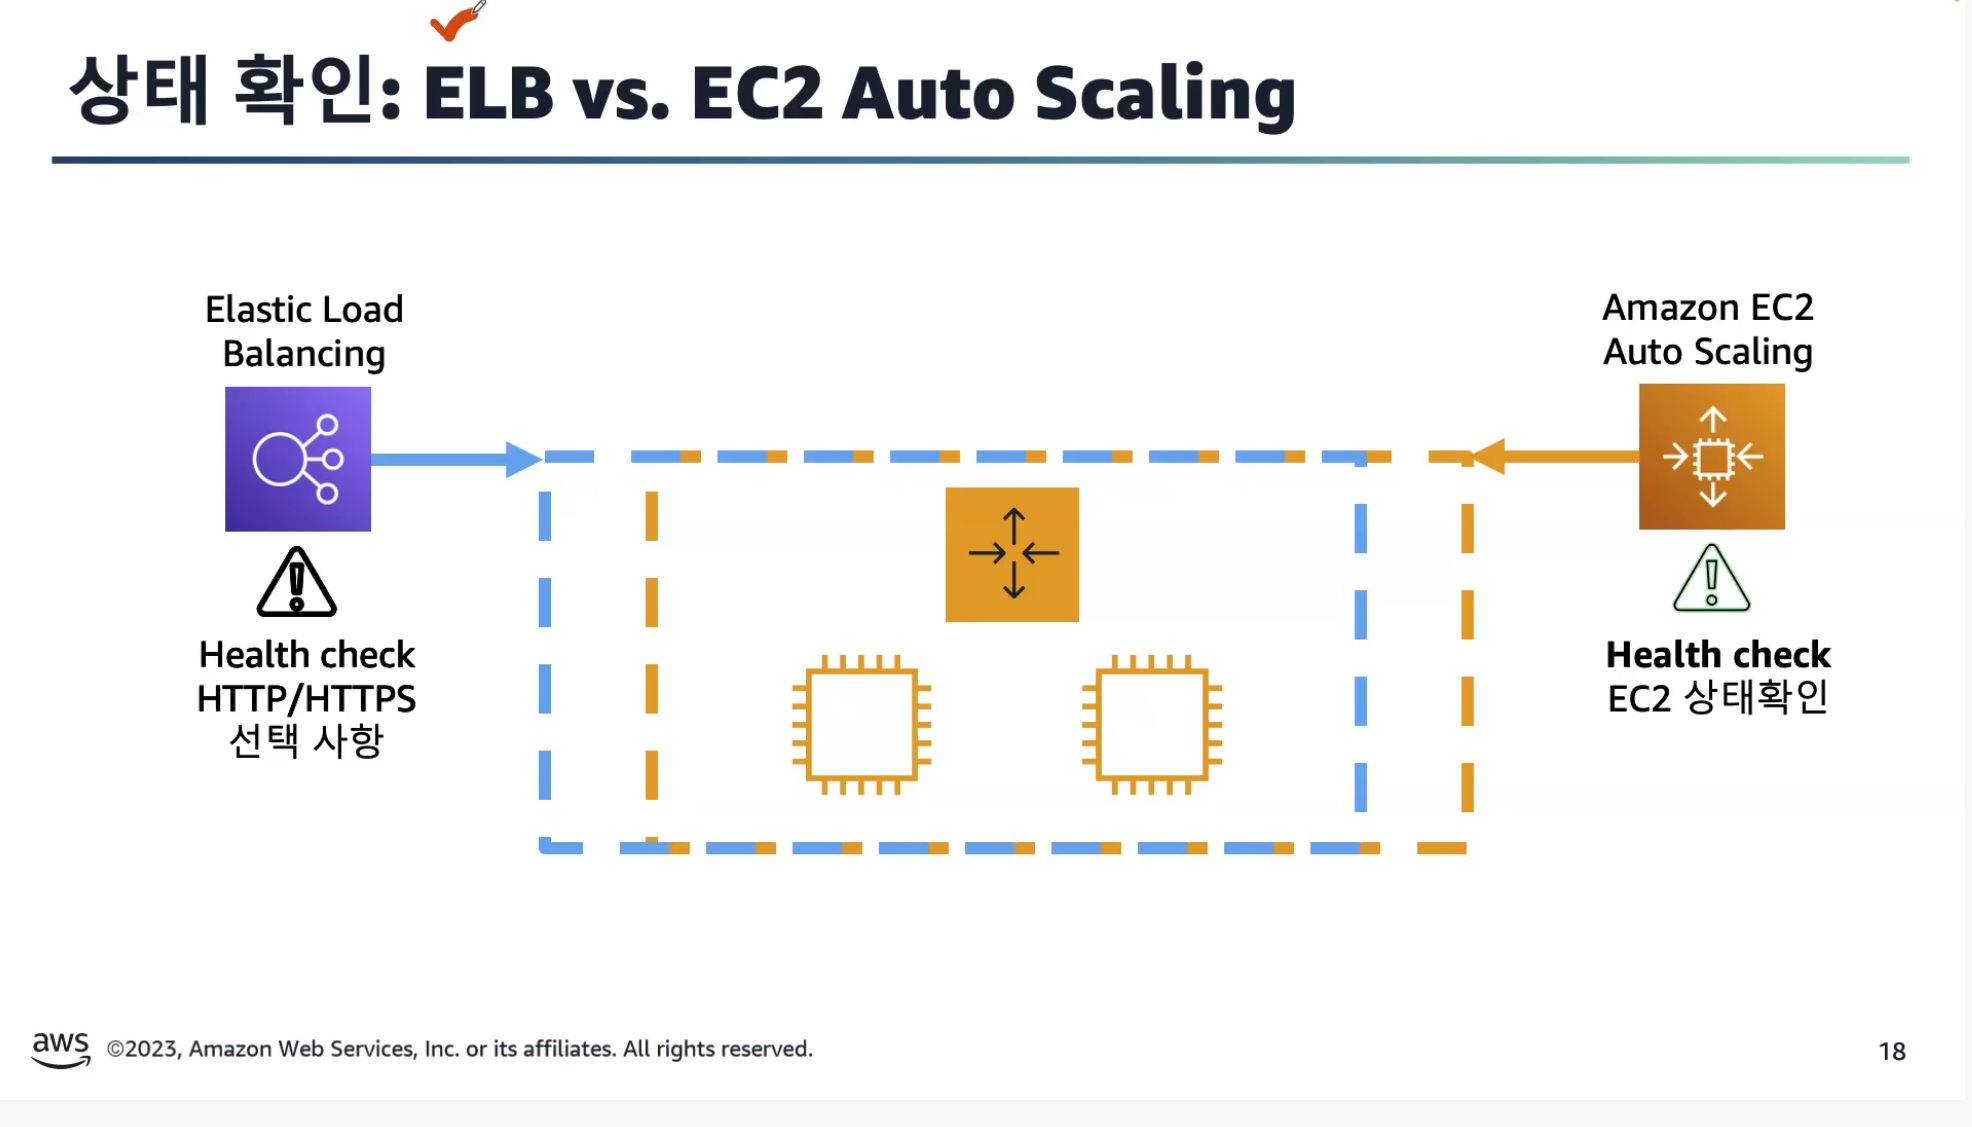 상태 확인: ELB vs. EC2 Auto Scaling
Elastic Load
Balancing
Health check
HTTP/HTTPS
선택 사항
Amazon EC2
Auto Scaling
Health check
EC2 상태확인
aws
©2023, Amazon Web Services, Inc. or its affiliates. All rights reserved.
18